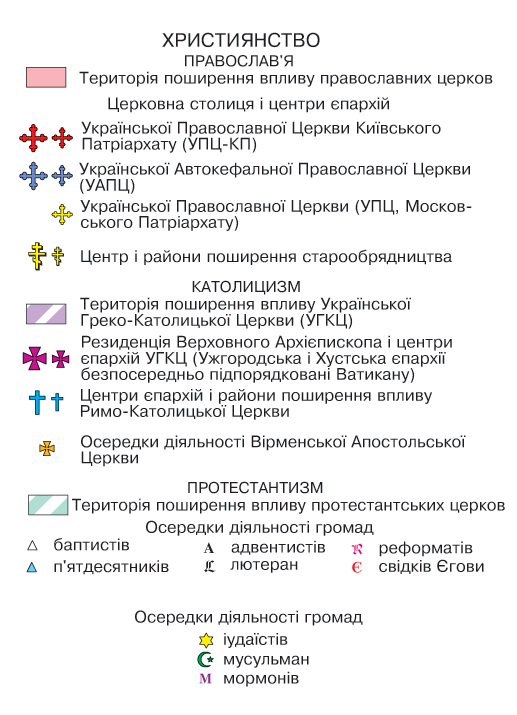 ХРИСТИЯНСТВО
ПРАВОСЛАВ'Я
Територія поширення впливу православних церков
Церковна столиця і центри єпархій
Української Православної Церкви Київського
Патріархату (УПЦ-КП)
Української Автокефальної Православної Церкви
(УАПЦ)
Української Православної Церкви (УПЦ, Москов-
ського Патріархату)
Центр і райони поширення старообрядництва
КАТОЛИЦИЗМ
Територія поширення впливу Української
Греко-Католицької Церкви (УГКЦ)
Резиденція Верховного Архієпископа і центри
єпархій УГКЦ (Ужгородська і Хустська єпархії
безпосередньо підпорядковані Ватикану)
Центри єпархій і райони поширення впливу
Римо-Католицької Церкви
Осередки діяльності Вірменської Апостольської
Церкви
ПРОТЕСТАНТИЗМ
Територія поширення впливу протестантських церков
Осередки діяльності громад
баптистів А адвентистів R реформатів
п'ятдесятників L лютеран Є свідків Єгови
Осередки діяльності громад
іудаїстів
мусульман
М мормонів